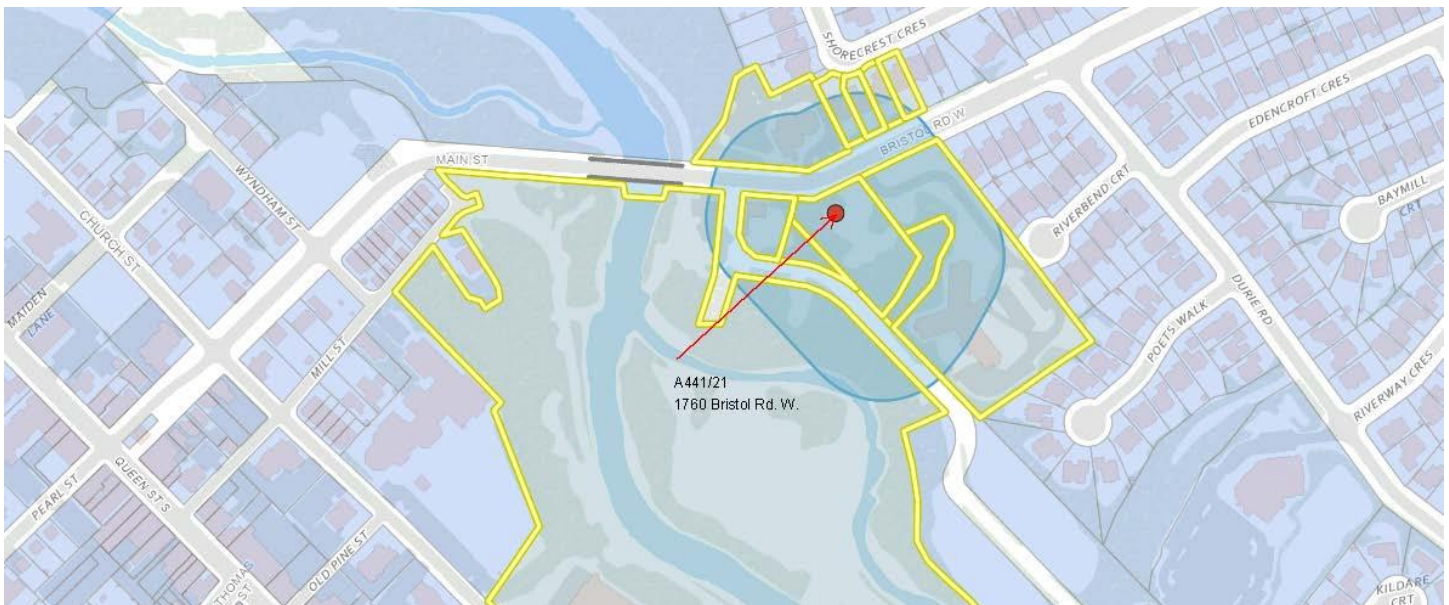 SHORECREST CRES
BRISTOL RD W
EDENCROFT CRES
MAIN ST
WYNDHAM ST
CHURCH ST
RIVERBEND CRT
BAYMILL
CRT
MAIDEN
LANE
MILL ST
DURIE RD
POETS WALK
A441/21
1760 Bristol Rd. W.
RIVERWAY CRES
PEARL ST
QUEEN ST S
OLD PINE ST
THOMAS
ST
KILDARE
CRT